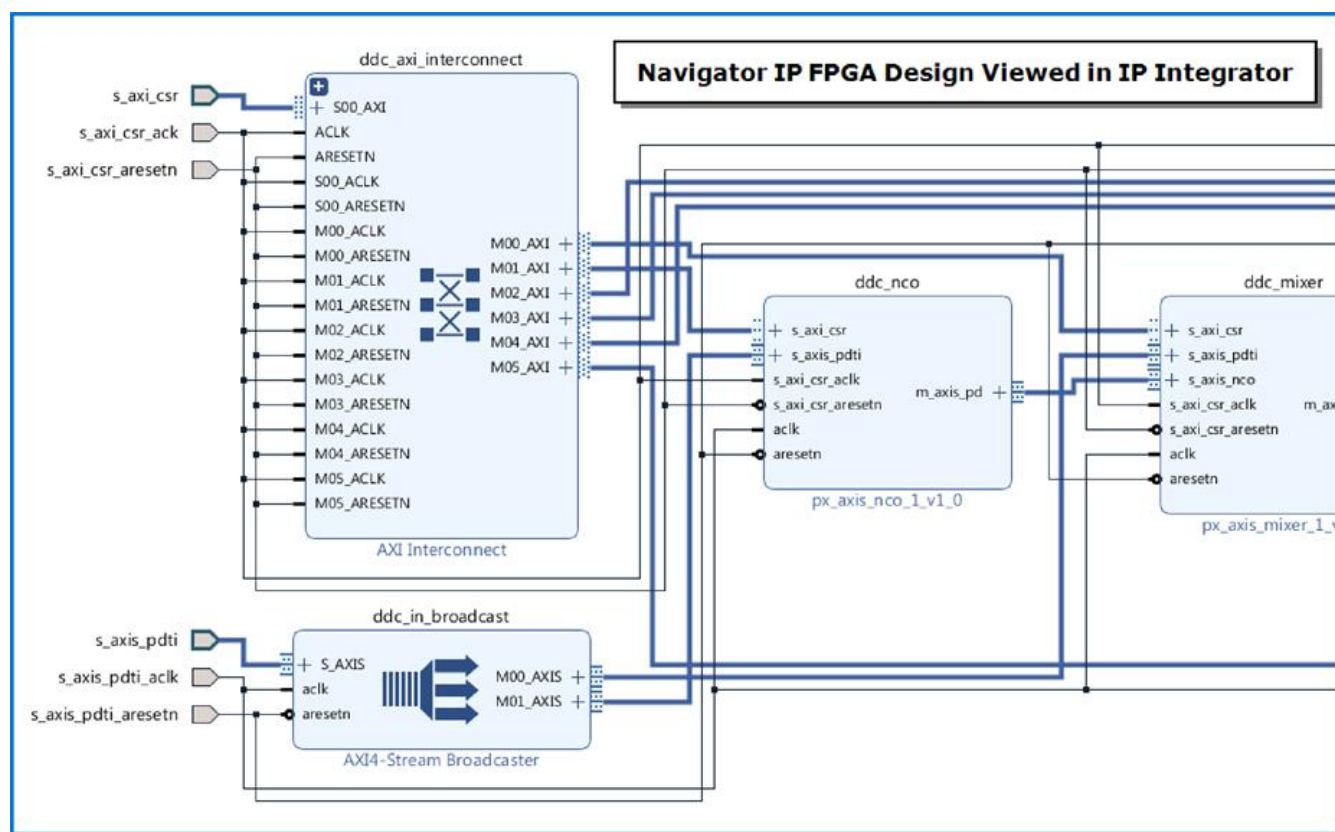 Navigator IP FPGA Design Viewed in IP Integrator
ddc_axi_interconnect
s_axi_csr
s_axi_csr_ack
s_axi_csr_aresetn
S00_AXI
ACLK
ARESETN
S00_ACLK
S00_ARESETN
M00_ACLK
M00_ARESETN
M01_ACLK
M01_ARESETN
M02_ACLK
M02_ARESETN
M03_ACLK
M03_ARESETN
M04_ACLK
M04_ARESETN
M05_ACLK
M05_ARESETN
M00_AXI
M01_AXI
M02_AXI
M03_AXI
M04_AXI
M05_AXI
AXI Interconnect
ddc_nco
s_axi_csr
s_axis_pdti
s_axi_csr_aclk
s_axi_csr_aresetn
aclk
aresetn
m_axis_pd
px_axis_nco_1_v1_0
ddc_mixer
s_axi_csr
s_axis_pdti
s_axis_nco
s_axi_csr_aclk
s_axi_csr_aresetn
aclk
aresetn
m_ax
px_axis_mixer_1_v
ddc_in_broadcast
s_axis_pdti
s_axis_pdti_aclk
s_axis_pdti_aresetn
S_AXIS
aclk
aresetn
M00_AXIS
M01_AXIS
AXI4-Stream Broadcaster